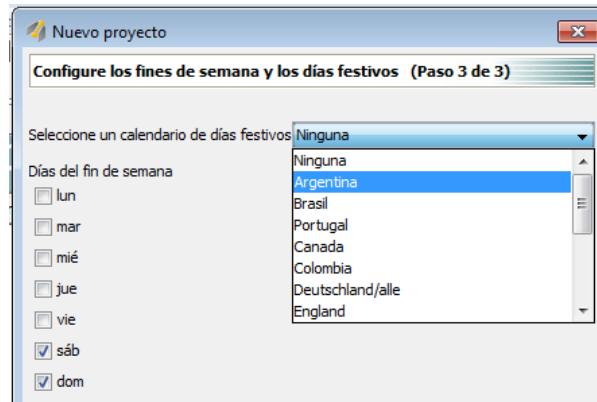 Nuevo proyecto
Configure los fines de semana y los días festivos (Paso 3 de 3)
Seleccione un calendario de días festivos Ninguna
Ninguna
Argentina
Brasil
Portugal
Canada
Colombia
Deutschland/alle
England
Días del fin de semana
lun
mar
mié
jue
vie
sáb
dom